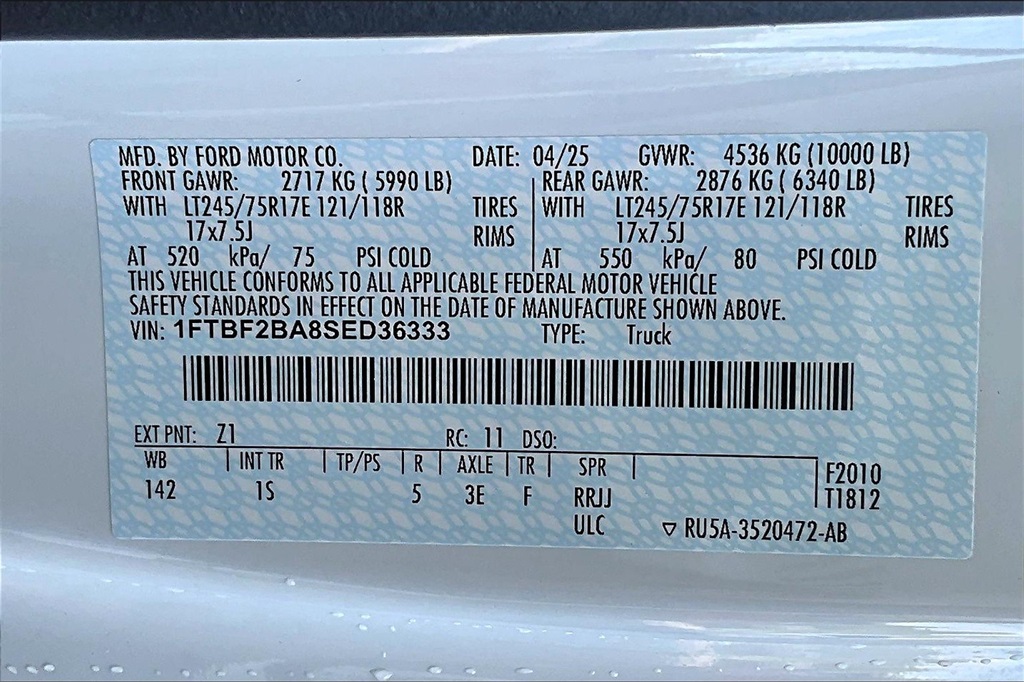 MFD. BY FORD MOTOR CO. DATE: 04/25 GVWR: 4536 KG (10000 LB)
FRONT GAWR: 2717 KG ( 5990 LB) REAR GAWR: 2876 KG ( 6340 LB)
WITH LT245/75R17E 121/118R TIRES WITH LT245/75R17E 121/118R TIRES
17x7.5J RIMS 17x7.5J RIMS
AT 520 kPa/ 75 PSI COLD AT 550 kPa/ 80 PSI COLD
THIS VEHICLE CONFORMS TO ALL APPLICABLE FEDERAL MOTOR VEHICLE
SAFETY STANDARDS IN EFFECT ON THE DATE OF MANUFACTURE SHOWN ABOVE.
VIN: 1FTBF2BA8SED36333 TYPE: Truck
EXT PNT: Z1 RC: 11 DSO:
WB INT TR TP/PS R AXLE TR SPR F2010
142 1S 5 3E F RRJJ T1812
ULC ▽ RU5A-3520472-AB